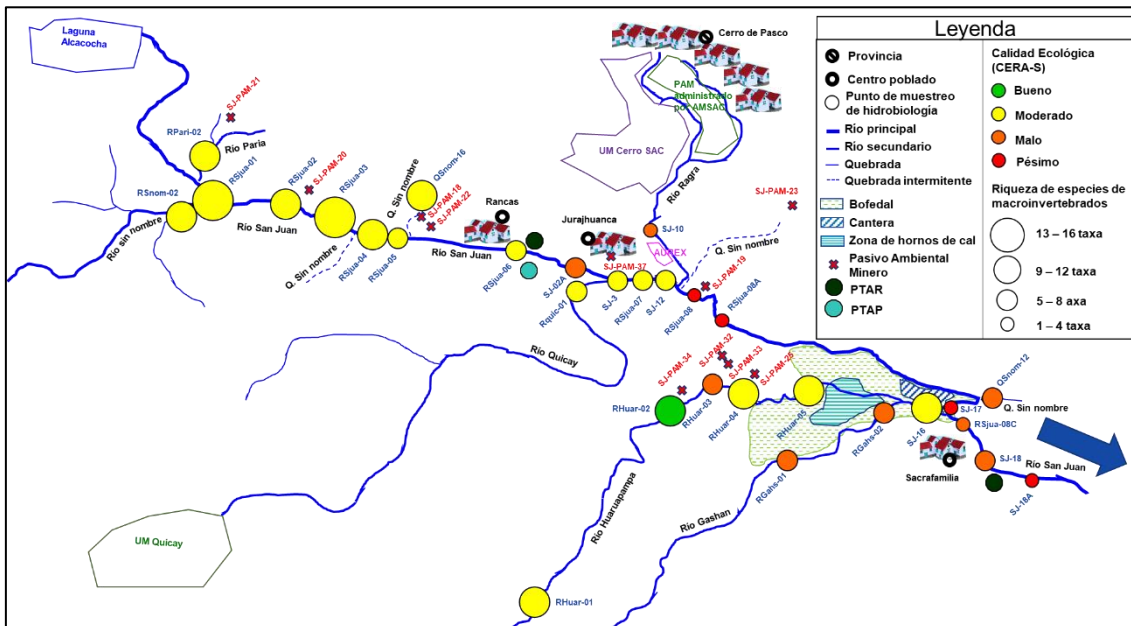 Laguna
Alcacocha
SJ-PAM-21
RPari-02
Río Paria
RSjua-01
RSnom-02
Río sin nombre
RSjua-02
SJ-PAM-20
RSjua-03
Río San Juan
Q. Sin nombre
RSjua-04
RSjua-05
Q. Sin nombre
QSnom-16
SJ-PAM-18
SJ-PAM-22
Río San Juan
Rancas
RSjua-06
Jurajhuanca
SJ-02A
Rquic-01
SJ-PAM-37
SJ-3
RSjua-07
SJ-12
Cerro de Pasco
PAM
administrado
por AMSAC
UM Cerro SAC
Río Ragra
SJ-10
AUREX
SJ-PAM-23
Q. Sin nombre
SJ-PAM-19
RSjua-08
RSjua-08A
Río Quicay
UM Quicay
SJ-PAM-34
SJ-PAM-32
SJ-PAM-33
SJ-PAM-25
RHuar-02
RHuar-03
RHuar-04
RHuar-05
RGahs-02
RGahs-01
SJ-16
SJ-17
QSnom-12
Q. Sin nombre
RSjua-08C
Sacrafamilia
SJ-18
Río San Juan
SJ-18A
Río Huaruapampa
Río Gashan
RHuar-01
Leyenda
Provincia
Centro poblado
Punto de muestreo
de hidrobiología
Río principal
Río secundario
Quebrada
Quebrada intermitente
Bofedal
Cantera
Zona de hornos de cal
Pasivo Ambiental
Minero
PTAR
PTAP
Calidad Ecológica
(CERA-S)
Bueno
Moderado
Malo
Pésimo
Riqueza de especies de
macroinvertebrados
13 – 16 taxa
9 – 12 taxa
5 – 8 axa
1 – 4 taxa